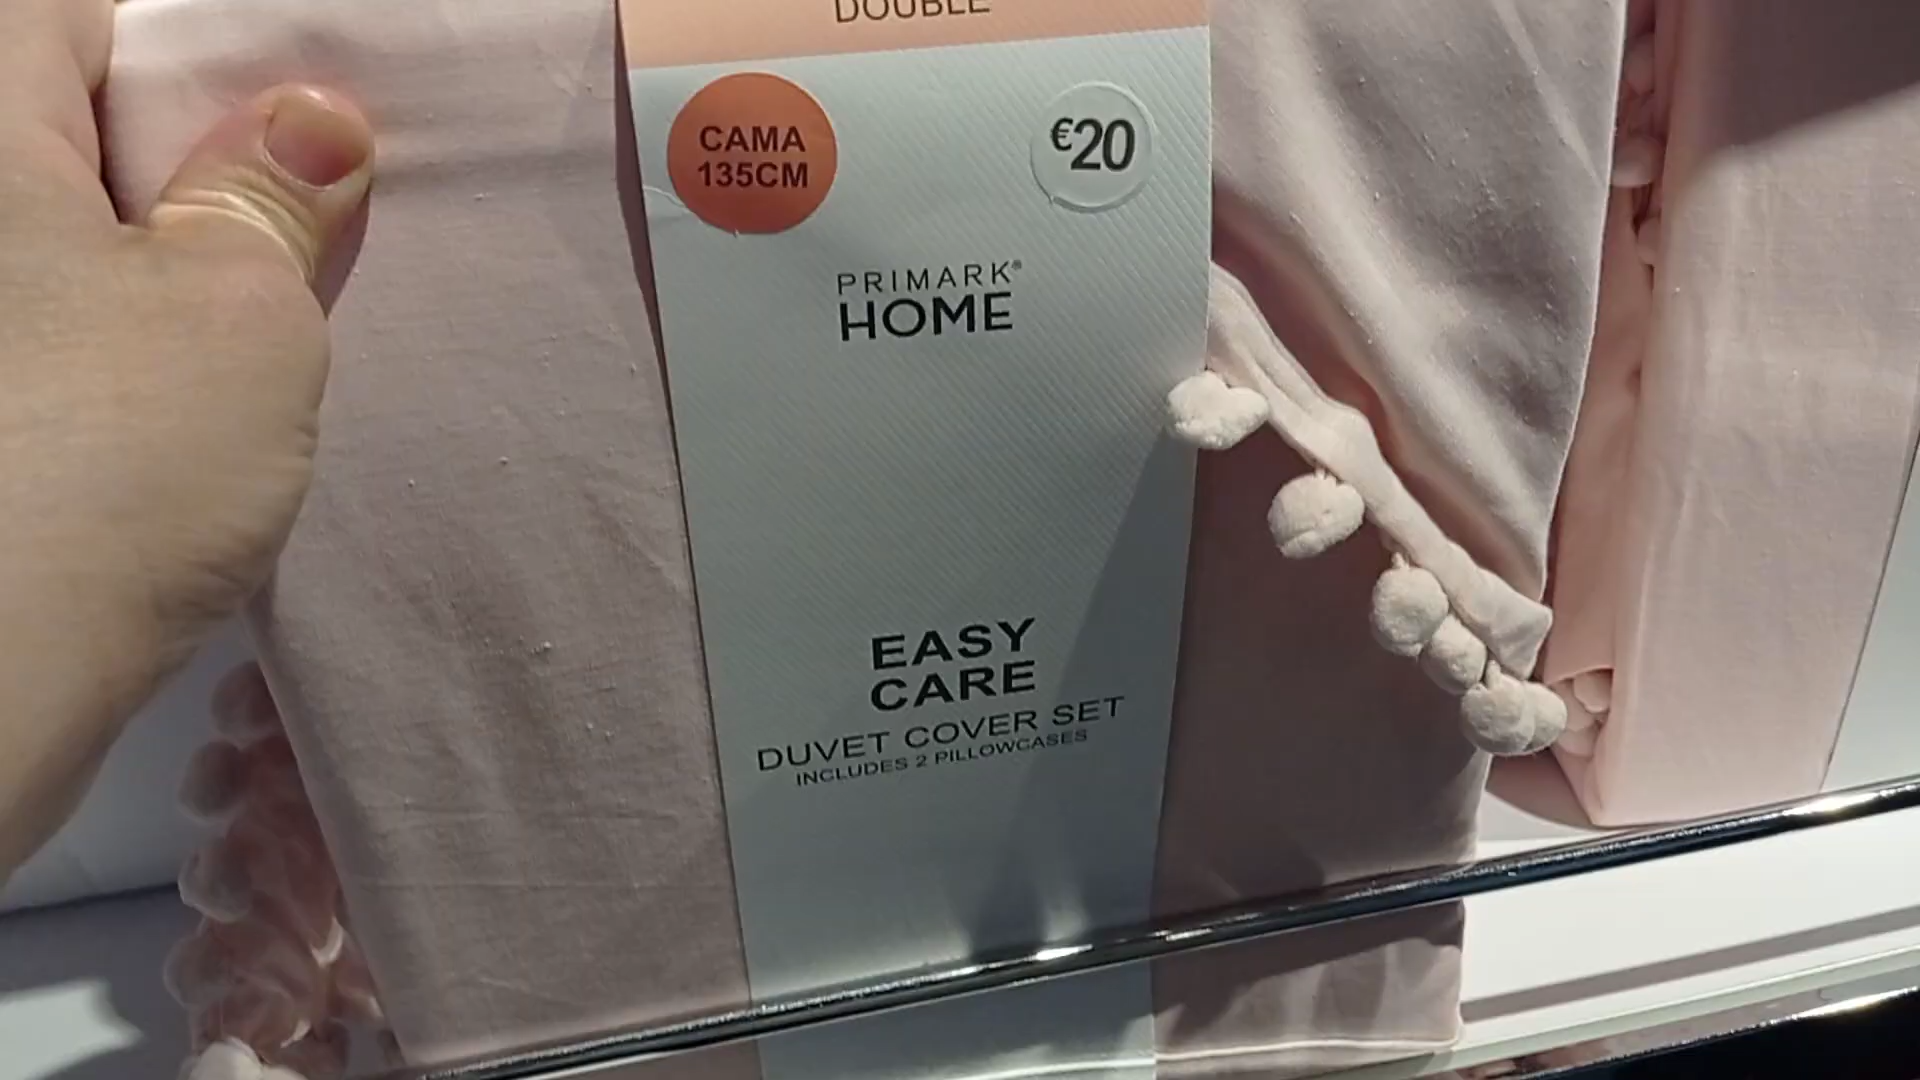 DOUBLE
CAMA
135CM
€20
PRIMARK®
HOME
EASY
CARE
DUVET COVER SET
INCLUDES 2 PILLOWCASES